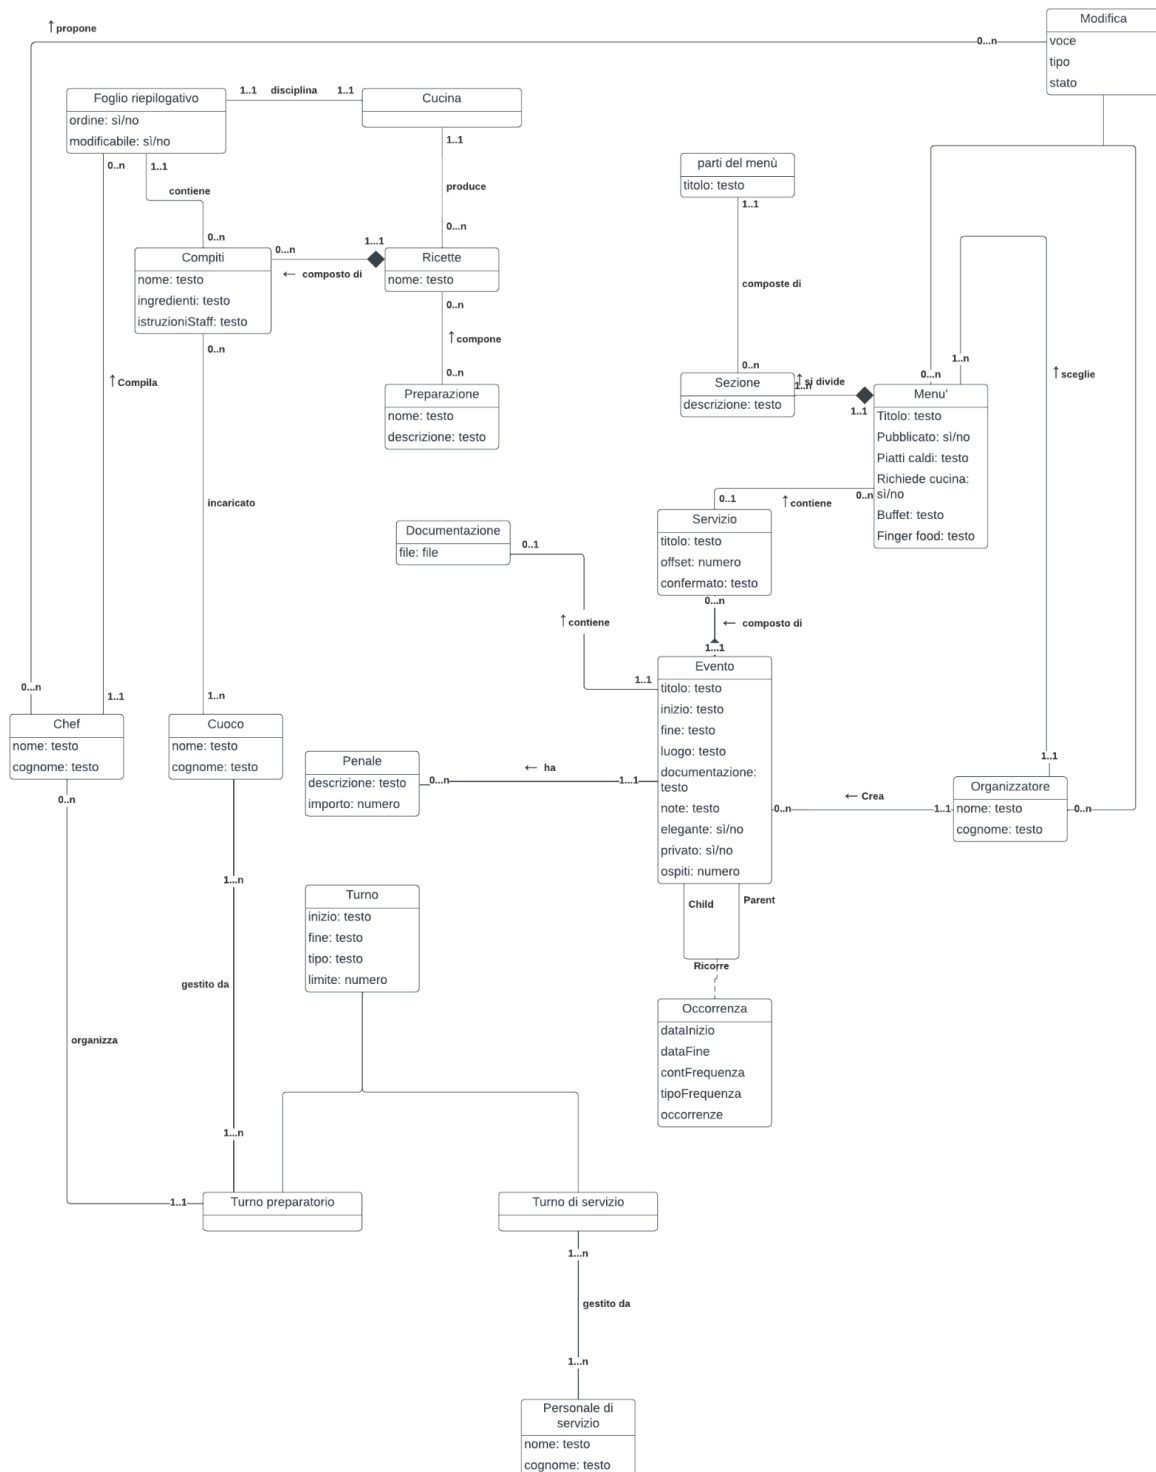 Modifica
voce
tipo
stato
↑ propone
0...n
Foglio riepilogativo
ordine: sì/no
modificabile: sì/no
1..1 disciplina 1..1
Cucina
0..n
1..1
contiene
0..n
1..1
produce
0...n
parti del menù
titolo: testo
1..1
composte di
0..n
Compiti
nome: testo
ingredienti: testo
istruzioniStaff: testo
0...n
1...1
← composto di
Ricette
nome: testo
0..n
↑ compone
0..n
Preparazione
nome: testo
descrizione: testo
↑ Compila
0..n
incaricato
1..n
Sezione
descrizione: testo
↑ si divide
1..n
1..1
0...n
1..n
↑ sceglie
Menu'
Titolo: testo
Pubblicato: sì/no
Piatti caldi: testo
Richiede cucina:
sì/no
Buffet: testo
Finger food: testo
0..1
↑ contiene
0..n
Servizio
titolo: testo
offset: numero
confermato: testo
0...n
← composto di
1...1
Documentazione
file: file
0..1
↑ contiene
1..1
Evento
titolo: testo
inizio: testo
fine: testo
luogo: testo
documentazione:
testo
note: testo
elegante: sì/no
privato: sì/no
ospiti: numero
0...n
1..1
Chef
nome: testo
cognome: testo
0..n
Cuoco
nome: testo
cognome: testo
Penale
descrizione: testo
importo: numero
0...n
← ha
1...1
0..n
← Crea
1..1
1..1
Organizzatore
nome: testo
cognome: testo
0..n
Child
Parent
Ricorre
Occorrenza
dataInizio
dataFine
contFrequenza
tipoFrequenza
occorrenze
1...n
gestito da
1...n
Turno
inizio: testo
fine: testo
tipo: testo
limite: numero
organizza
1..1
Turno preparatorio
Turno di servizio
1...n
gestito da
1...n
Personale di
servizio
nome: testo
cognome: testo